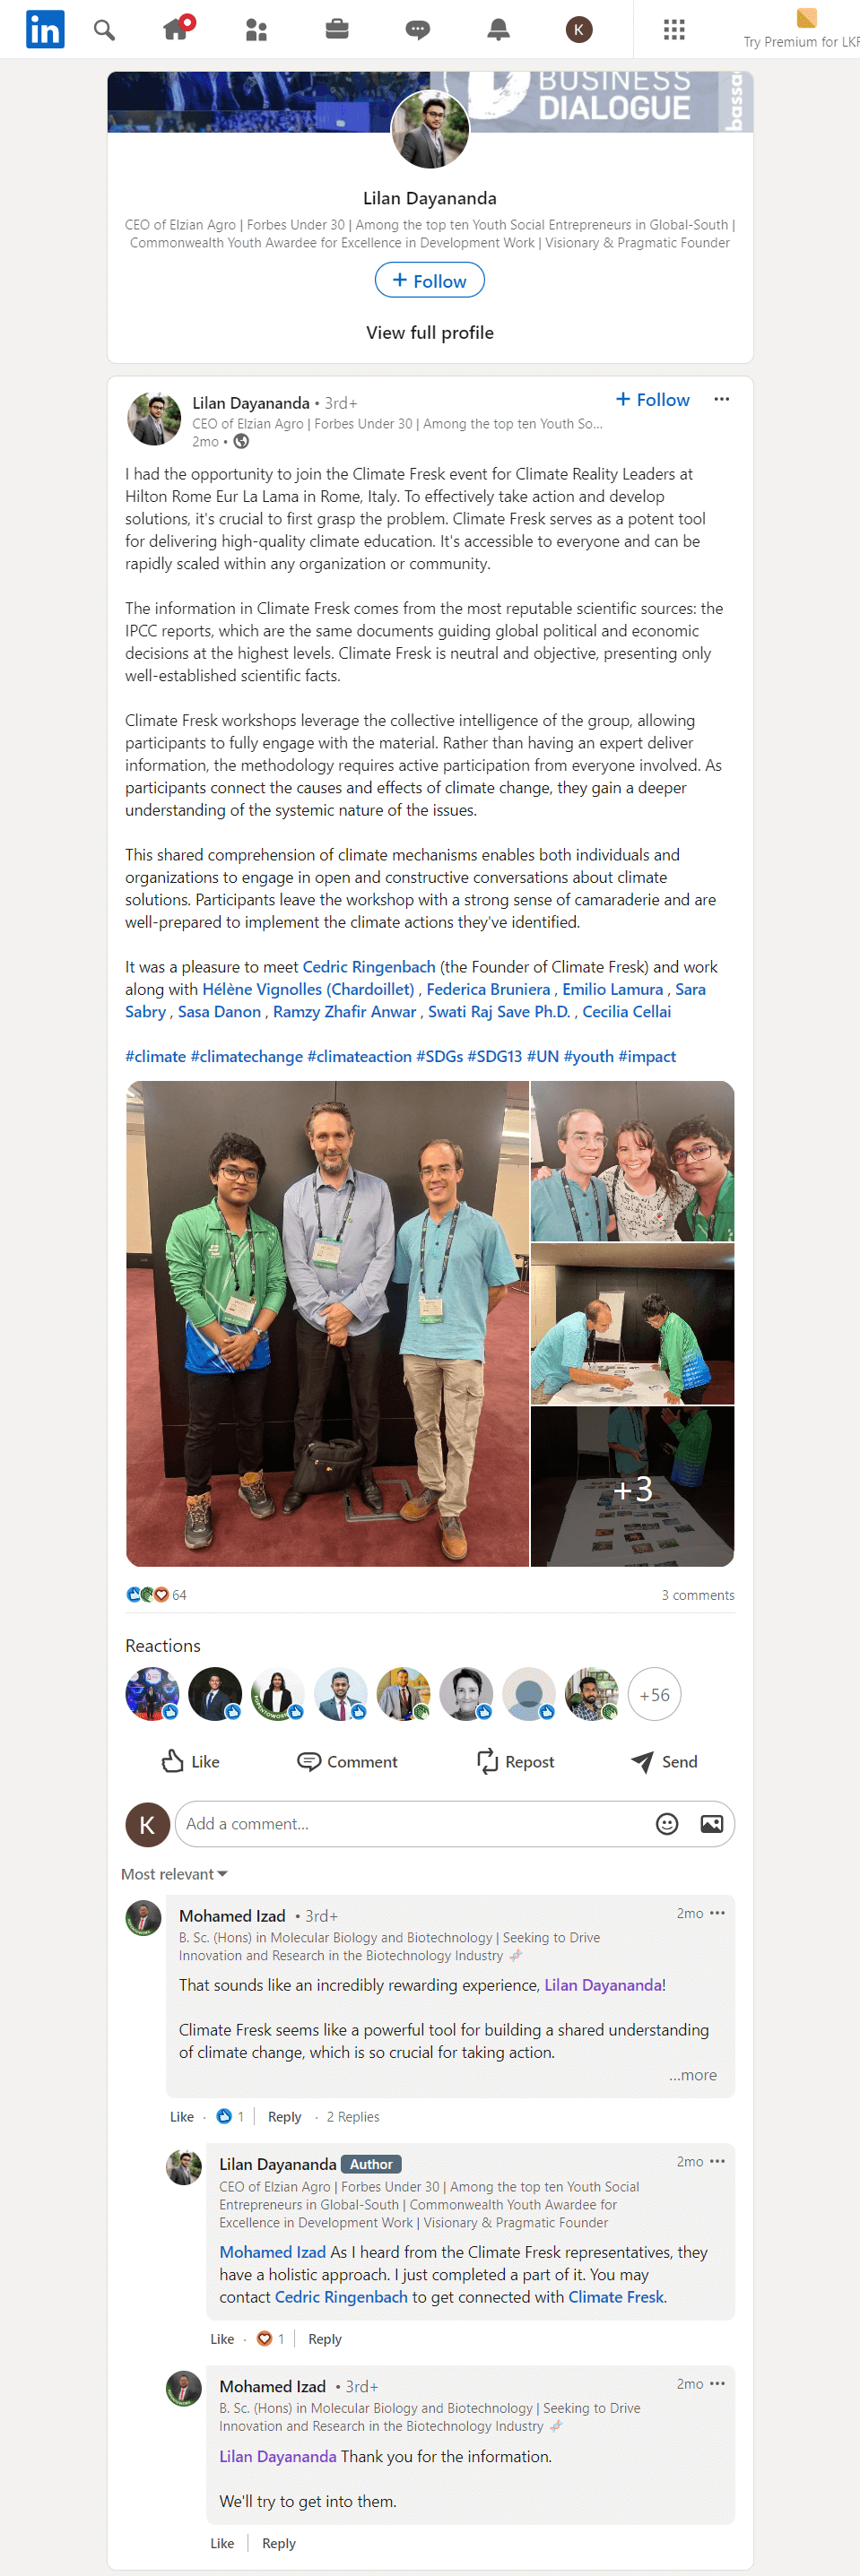 in
K
Try Premium for LKR
BUSINESS
DIALOGUE
bassa
Lilan Dayananda
CEO of Elzian Agro | Forbes Under 30 | Among the top ten Youth Social Entrepreneurs in Global-South |
Commonwealth Youth Awardee for Excellence in Development Work | Visionary & Pragmatic Founder
+ Follow
View full profile
Lilan Dayananda • 3rd+
+ Follow
CEO of Elzian Agro | Forbes Under 30 | Among the top ten Youth So...
2mo •
I had the opportunity to join the Climate Fresk event for Climate Reality Leaders at
Hilton Rome Eur La Lama in Rome, Italy. To effectively take action and develop
solutions, it's crucial to first grasp the problem. Climate Fresk serves as a potent tool
for delivering high-quality climate education. It's accessible to everyone and can be
rapidly scaled within any organization or community.
The information in Climate Fresk comes from the most reputable scientific sources: the
IPCC reports, which are the same documents guiding global political and economic
decisions at the highest levels. Climate Fresk is neutral and objective, presenting only
well-established scientific facts.
Climate Fresk workshops leverage the collective intelligence of the group, allowing
participants to fully engage with the material. Rather than having an expert deliver
information, the methodology requires active participation from everyone involved. As
participants connect the causes and effects of climate change, they gain a deeper
understanding of the systemic nature of the issues.
This shared comprehension of climate mechanisms enables both individuals and
organizations to engage in open and constructive conversations about climate
solutions. Participants leave the workshop with a strong sense of camaraderie and are
well-prepared to implement the climate actions they've identified.
It was a pleasure to meet Cedric Ringenbach (the Founder of Climate Fresk) and work
along with Hélène Vignolles (Chardoillet) , Federica Bruniera , Emilio Lamura , Sara
Sabry , Sasa Danon , Ramzy Zhafir Anwar , Swati Raj Save Ph.D. , Cecilia Cellai
#climate #climatechange #climateaction #SDGs #SDG13 #UN #youth #impact
+3
64
3 comments
Reactions
+56
Like
Comment
Repost
Send
K
Add a comment...
Most relevant
Mohamed Izad • 3rd+
2mo
B. Sc. (Hons) in Molecular Biology and Biotechnology | Seeking to Drive
Innovation and Research in the Biotechnology Industry
That sounds like an incredibly rewarding experience, Lilan Dayananda!
Climate Fresk seems like a powerful tool for building a shared understanding
of climate change, which is so crucial for taking action.
...more
Like · 1 | Reply · 2 Replies
Lilan Dayananda Author
2mo
CEO of Elzian Agro | Forbes Under 30 | Among the top ten Youth Social
Entrepreneurs in Global-South | Commonwealth Youth Awardee for
Excellence in Development Work | Visionary & Pragmatic Founder
Mohamed Izad As I heard from the Climate Fresk representatives, they
have a holistic approach. I just completed a part of it. You may
contact Cedric Ringenbach to get connected with Climate Fresk.
Like · 1 | Reply
Mohamed Izad • 3rd+
2mo
B. Sc. (Hons) in Molecular Biology and Biotechnology | Seeking to Drive
Innovation and Research in the Biotechnology Industry
Lilan Dayananda Thank you for the information.
We'll try to get into them.
Like | Reply